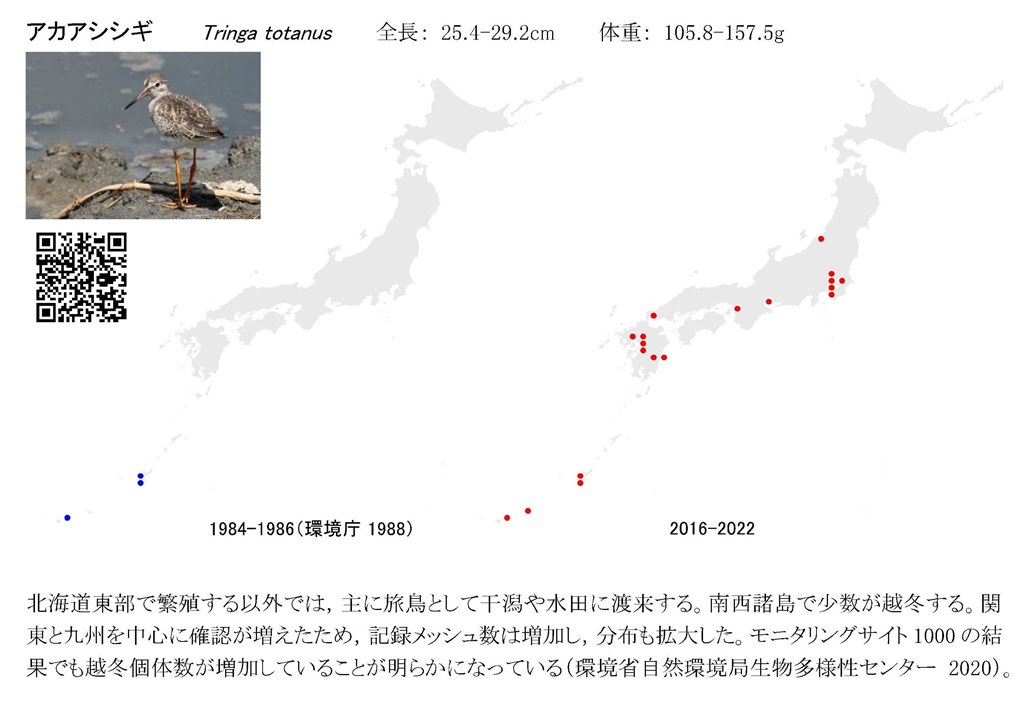 アカアシシギ Tringa totanus 全長: 25.4-29.2cm 体重: 105.8-157.5g
1984-1986(環境庁 1988) 2016-2022
北海道東部で繁殖する以外では，主に旅鳥として干潟や水田に渡来する。南西諸島で少数が越冬する。関
東と九州を中心に確認が増えたため，記録メッシュ数は増加し，分布も拡大した。モニタリングサイト 1000 の結
果でも越冬個体数が増加していることが明らかになっている（環境省自然環境局生物多様性センター 2020）。